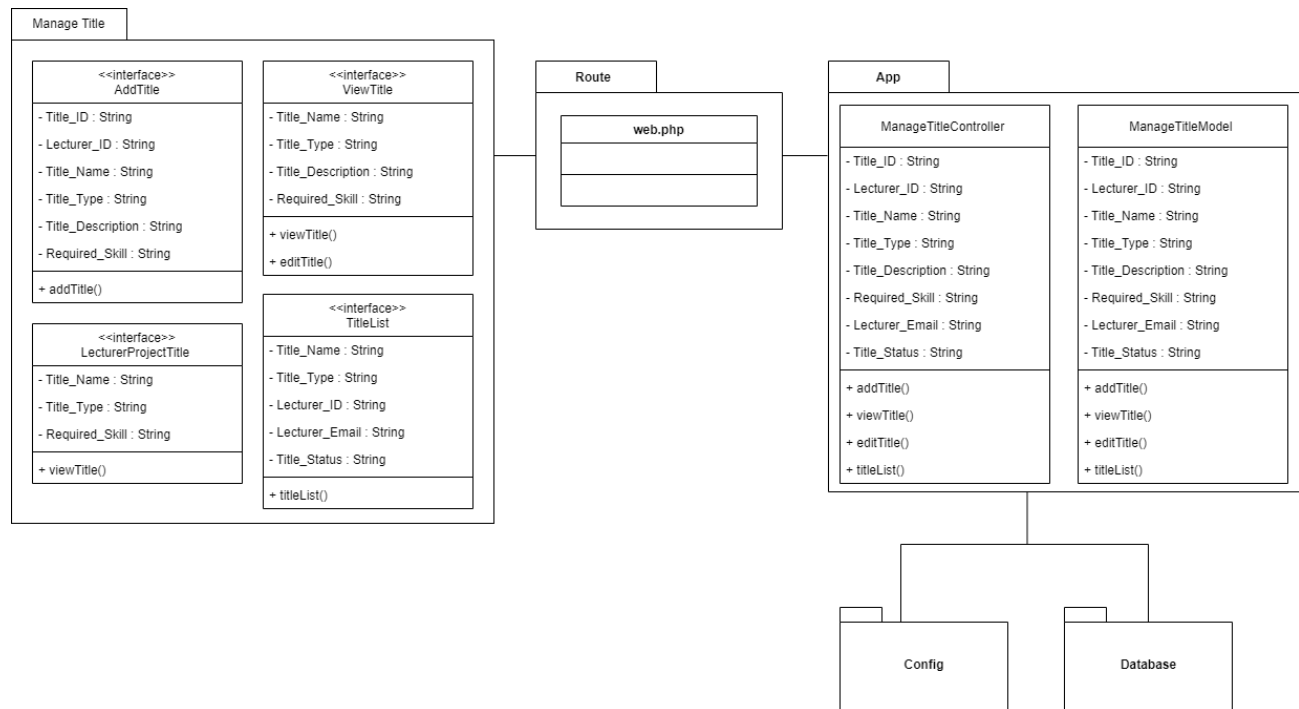 Manage Title
<<interface>>
AddTitle
- Title_ID : String
- Lecturer_ID : String
- Title_Name : String
- Title_Type : String
- Title_Description : String
- Required_Skill : String
+ addTitle()
<<interface>>
ViewTitle
- Title_Name : String
- Title_Type : String
- Title_Description : String
- Required_Skill : String
+ viewTitle()
+ editTitle()
<<interface>>
LecturerProjectTitle
- Title_Name : String
- Title_Type : String
- Required_Skill : String
+ viewTitle()
<<interface>>
TitleList
- Title_Name : String
- Title_Type : String
- Lecturer_ID : String
- Lecturer_Email : String
- Title_Status : String
+ titleList()
Route
web.php
App
ManageTitleController
- Title_ID : String
- Lecturer_ID : String
- Title_Name : String
- Title_Type : String
- Title_Description : String
- Required_Skill : String
- Lecturer_Email : String
- Title_Status : String
+ addTitle()
+ viewTitle()
+ editTitle()
+ titleList()
ManageTitleModel
- Title_ID : String
- Lecturer_ID : String
- Title_Name : String
- Title_Type : String
- Title_Description : String
- Required_Skill : String
- Lecturer_Email : String
- Title_Status : String
+ addTitle()
+ viewTitle()
+ editTitle()
+ titleList()
Config
Database